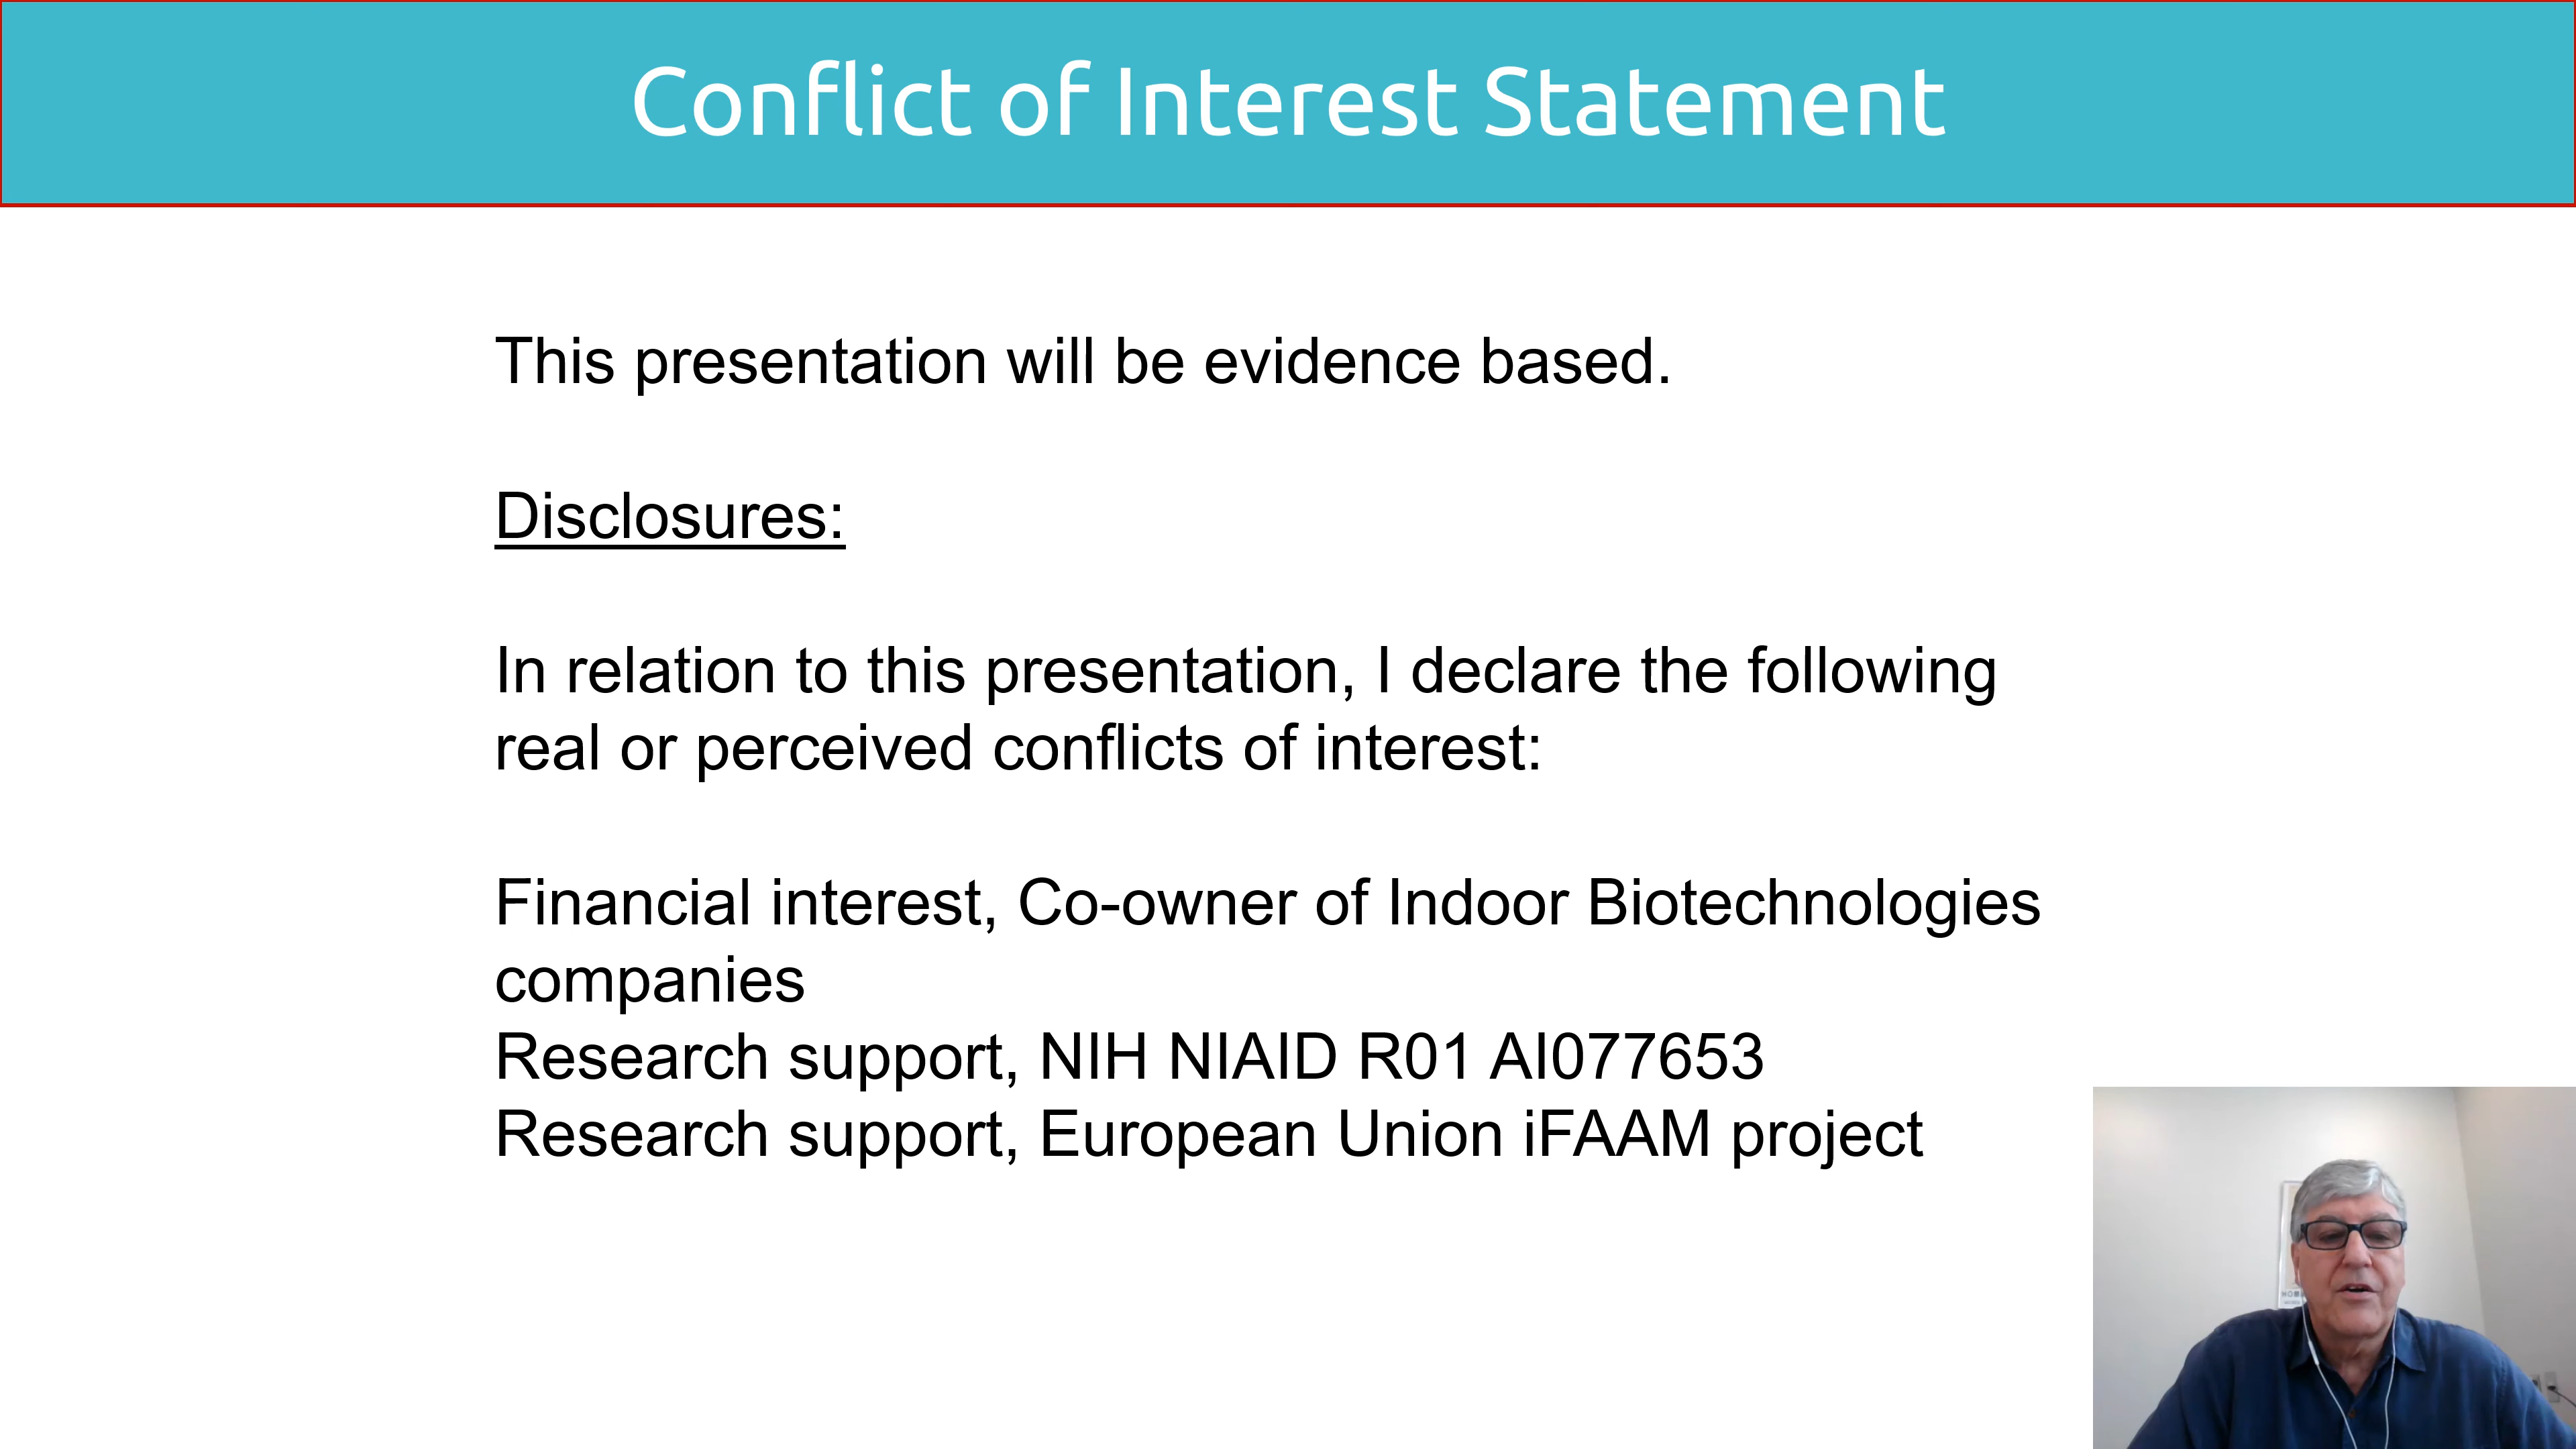 Conflict of Interest Statement
This presentation will be evidence based.
Disclosures:
In relation to this presentation, I declare the following
real or perceived conflicts of interest:
Financial interest, Co-owner of Indoor Biotechnologies
companies
Research support, NIH NIAID R01 AI077653
Research support, European Union iFAAM project